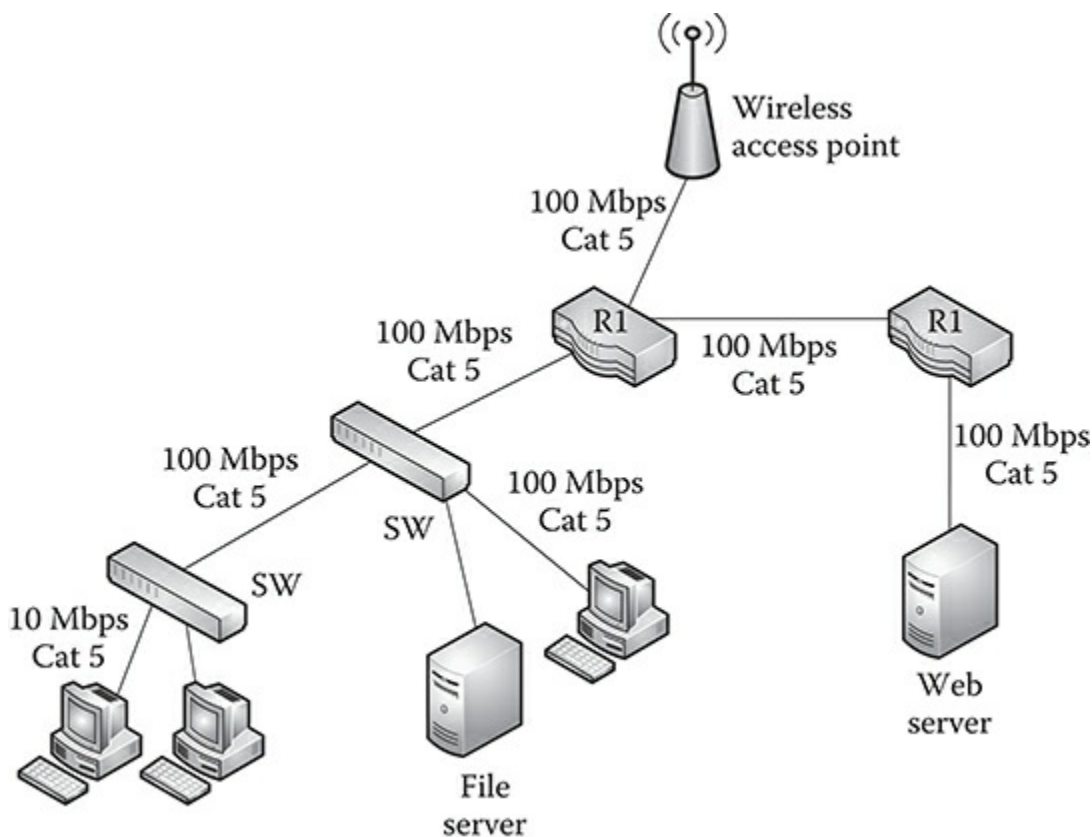 Wireless
access point
100 Mbps
Cat 5
R1
R1
100 Mbps
Cat 5
100 Mbps
Cat 5
100 Mbps
Cat 5
100 Mbps
Cat 5
100 Mbps
Cat 5
SW
SW
10 Mbps
Cat 5
Web
server
File
server